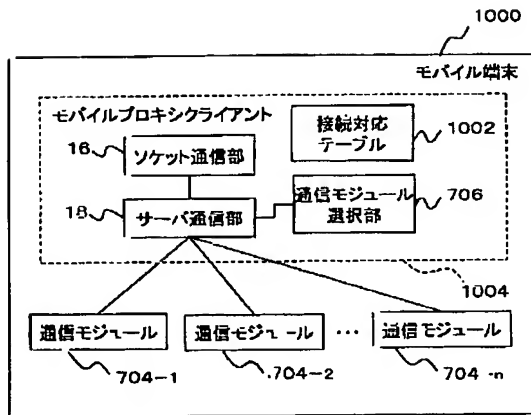 1000
モバイル端末
モバイルプロキシクライアント
接続対応
テーブル
1002
16
ソケット通信部
18
サーバ通信部
通信モジュール
選択部
706
1004
通信モジュール
通信モジュール
…
通信モジュール
704-1
704-2
704-n